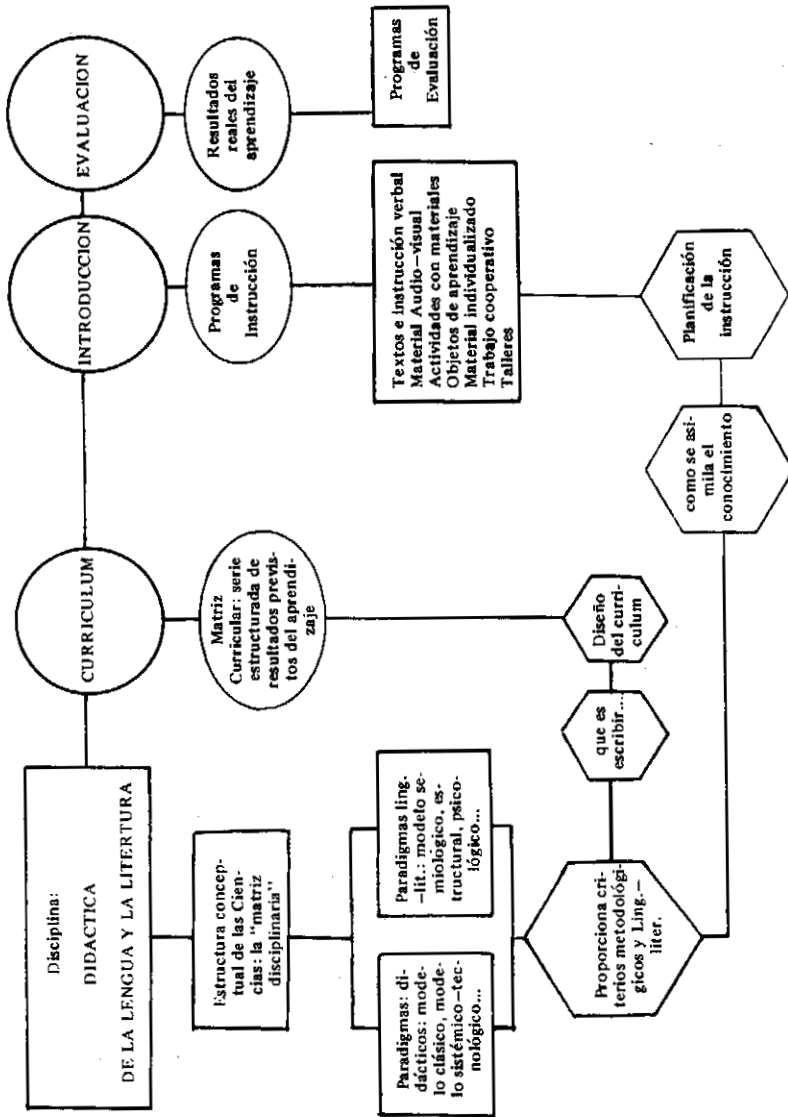 Disciplina:
DIDACTICA
DE LA LENGUA Y LA LITERTURA
CURRICULUM
INTRODUCCION
EVALUACION
Estructura concep-
tual de las Cien-
cias: la "matriz
disciplinaria"
Matriz
Curricular: serie
estructurada de
resultados previs-
tos del aprendi-
zaje
Programas
de
Instrucción
Resultados
reales del
aprendizaje
Paradigmas: di-
dácticos: mode-
lo clásico, mode-
lo sistémico-tec-
nológico...
Paradigmas ling.
-lit.: modelo se-
miológico, es-
tructural, psico-
lógico...
Textos e instrucción verbal
Material Audio-visual
Actividades con materiales
Objetos de aprendizaje
Material individualizado
Trabajo cooperativo
Talleres
Programas
de
Evaluación
Proporciona cri-
terios metodológi-
gicos y Ling.-
liter.
que es
escribir...
Diseño
del curri-
culum
como se asi-
mila el
conocimiento
Planificación
de la
instrucción